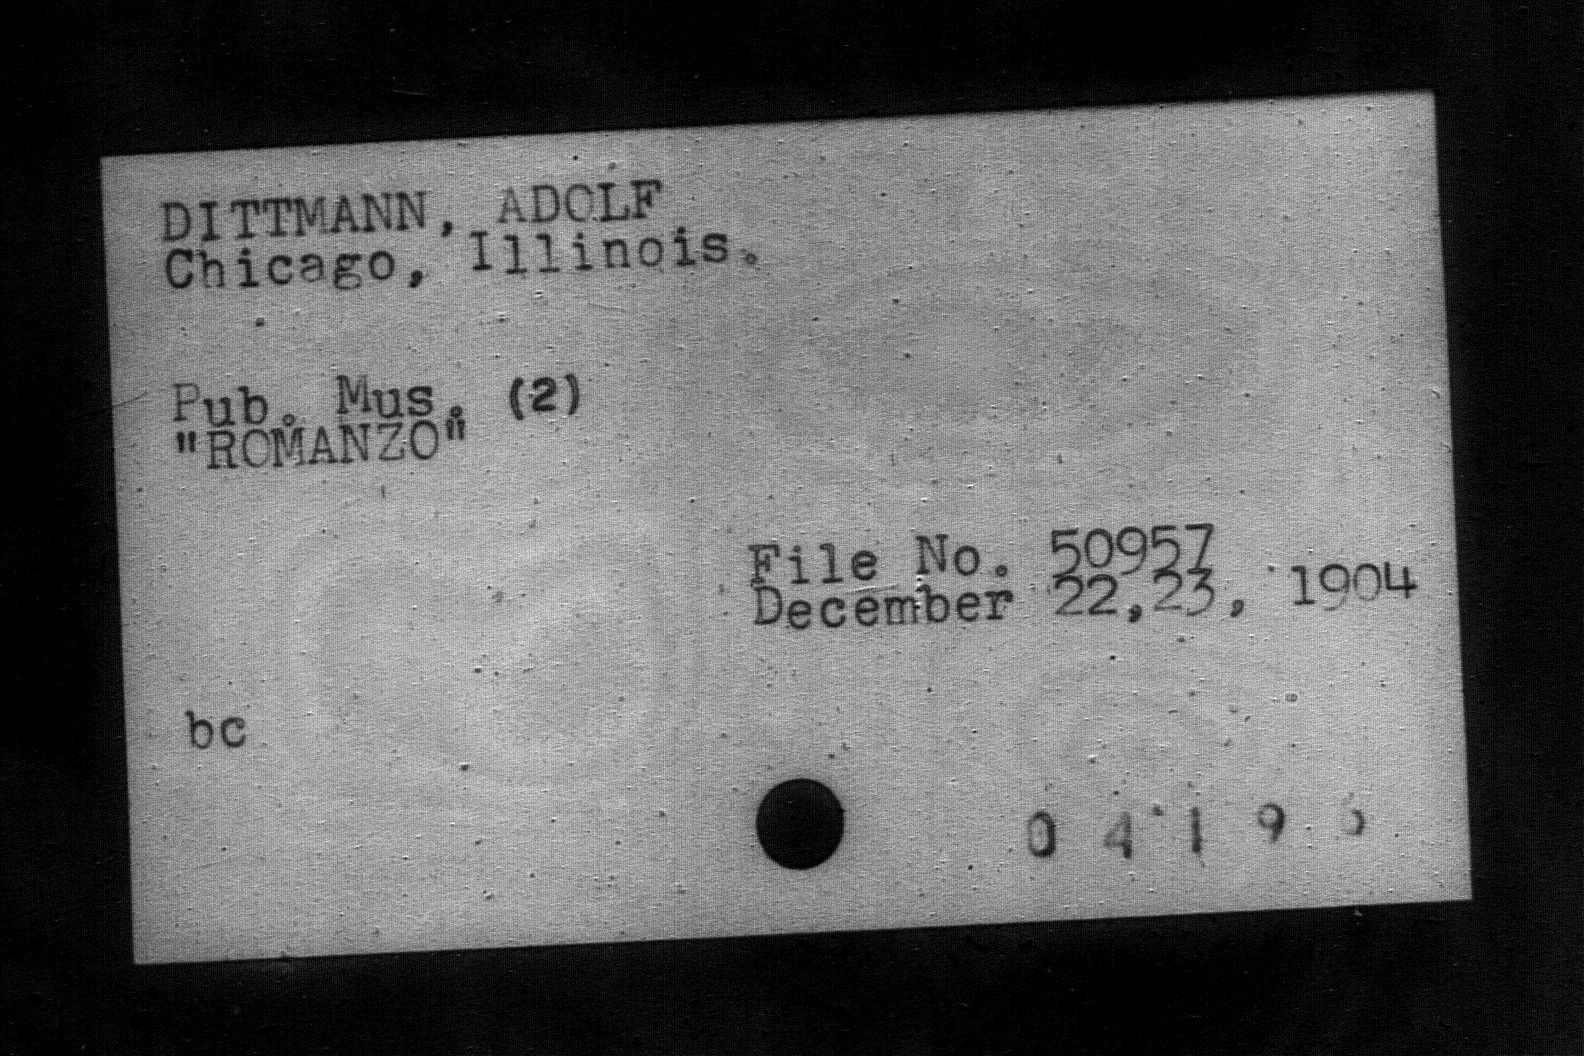 DITTMANN, ADOLF
Chicago, Illinois.
Pub. Mus. (2)
"ROMANZO"
File No. 50957
December 22,23, 1904
bc